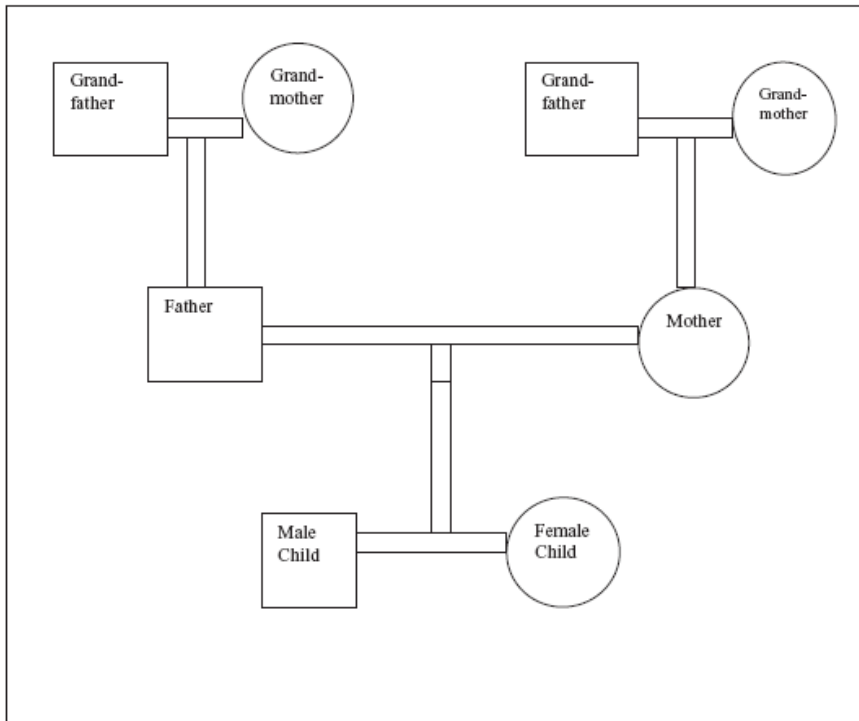 Grand-
father
Grand-
mother
Grand-
father
Grand-
mother
Father
Mother
Male
Child
Female
Child